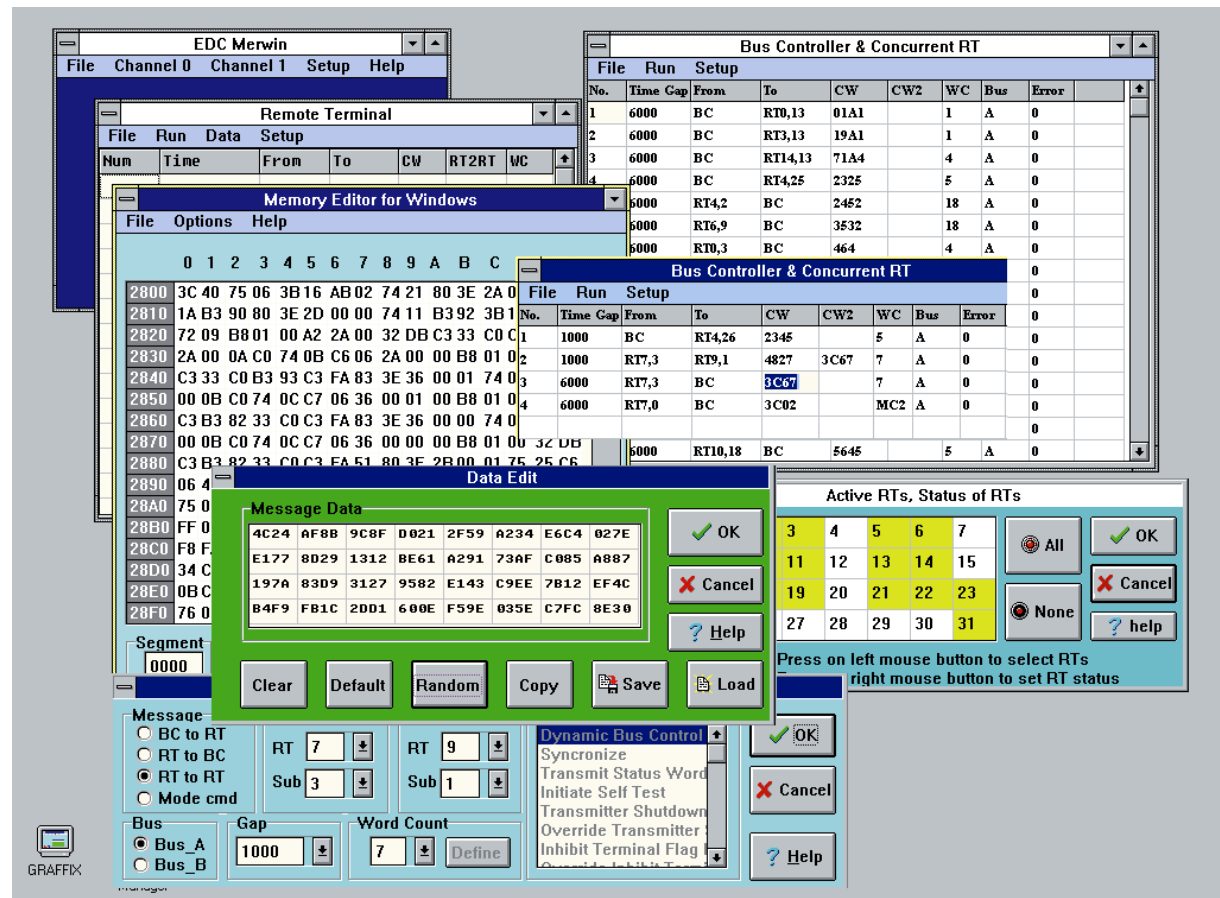 EDC Merwin
File Channel 0 Channel 1 Setup Help
Remote Terminal
File Run Data Setup
Num Time From To CW RT2RT WC
Memory Editor for Windows
File Options Help
0 1 2 3 4 5 6 7 8 9 A B C
2800 3C 40 75 06 3B 16 AB 02 74 21 80 3E 2A 0
2810 1A B3 90 80 3E 2D 00 00 74 11 B3 92 3B 1
2820 72 09 B8 01 00 A2 2A 00 32 DB C3 33 C0 C
2830 2A 00 0A C0 74 0B C6 06 2A 00 00 B8 01 0
2840 C3 33 C0 B3 93 C3 FA 83 3E 36 00 01 74 0
2850 00 0B C0 74 0C C7 06 36 00 01 00 B8 01 0
2860 C3 B3 82 33 C0 C3 FA 83 3E 36 00 00 74 0
2870 00 0B C0 74 0C C7 06 36 00 00 00 B8 01 00 32 DB
2880 C3 B3 82 33 C0 C3 FA 51 80 3E 2B 00 01 75 25 C6
2890 06 4
28A0 75 0
28B0 FF 0
28C0 F8 F
28D0 34 C
28E0 0B C
28F0 76 0
Segment
0000
Bus Controller & Concurrent RT
File Run Setup
No. Time Gap From To CW CW2 WC Bus Error
1 6000 BC RT0,13 01A1 1 A 0
2 6000 BC RT3,13 19A1 1 A 0
3 6000 BC RT14,13 71A4 4 A 0
4 6000 BC RT4,25 2325 5 A 0
6000 RT4,2 BC 2452 18 A 0
6000 RT6,9 BC 3532 18 A 0
6000 RT0,3 BC 464 4 A 0
0
0
0
0
0
0
0
0
6000 RT10,18 BC 5645 5 A 0
Bus Controller & Concurrent RT
File Run Setup
No. Time Gap From To CW CW2 WC Bus Error
1 1000 BC RT4,26 2345 5 A 0
2 1000 RT7,3 RT9,1 4827 3C67 7 A 0
3 6000 RT7,3 BC 3C67 7 A 0
4 6000 RT7,0 BC 3C02 MC2 A 0
Data Edit
Message Data
4C24 AF8B 9C8F D021 2F59 A234 E6C4 027E
E177 8D29 1312 BE61 A291 73AF C085 A887
197A 83D9 3127 9582 E143 C9EE 7B12 EF4C
B4F9 FB1C 2DD1 600E F59E 035E C7FC 8E30
OK
Cancel
Help
Clear Default Random Copy Save Load
Active RTs, Status of RTs
3 4 5 6 7
11 12 13 14 15
19 20 21 22 23
27 28 29 30 31
All
None
OK
Cancel
help
Press on left mouse button to select RTs
right mouse button to set RT status
Message
BC to RT
RT to BC
RT to RT
Mode cmd
RT 7
Sub 3
RT 9
Sub 1
Bus
Bus_A
Bus_B
Gap
1000
Word Count
7
Define
Dynamic Bus Control
Syncronize
Transmit Status Word
Initiate Self Test
Transmitter Shutdown
Override Transmitter
Inhibit Terminal Flag
OK
Cancel
Help
GRAFFIX